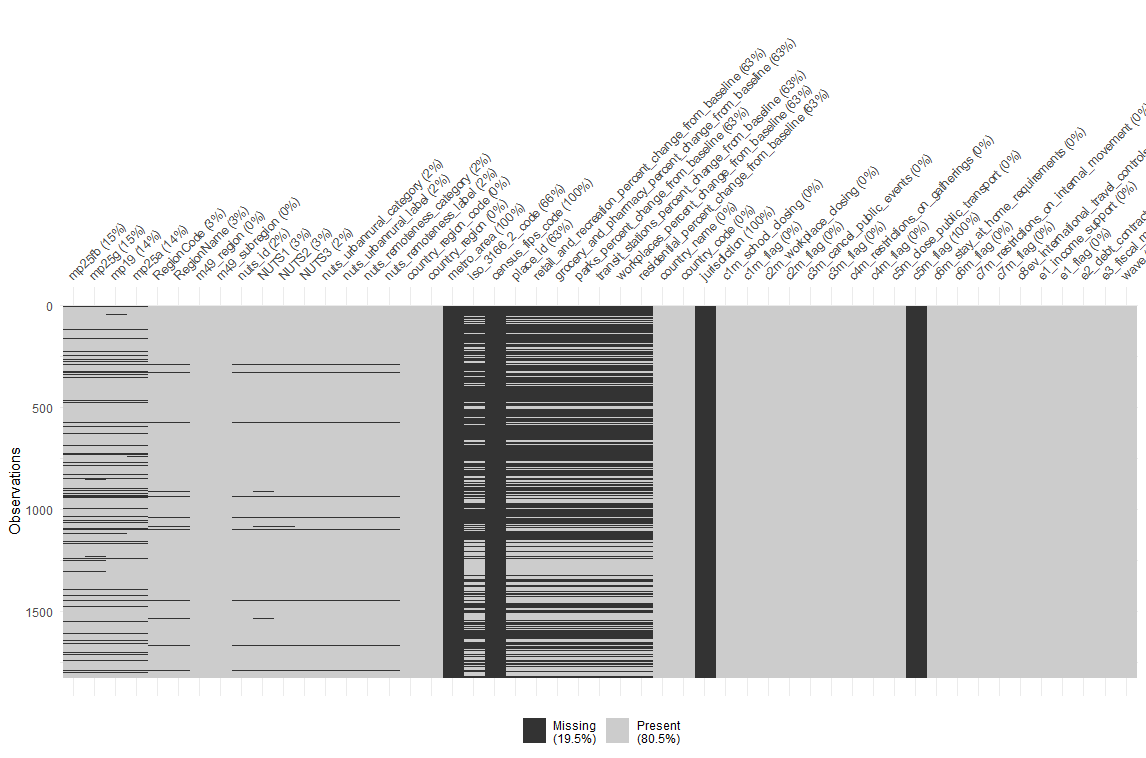 mp25fb (15%)
mp25g (15%)
mp1g (14%)
mp25a (14%)
RegionCode (3%)
RegionName (3%)
m49_region (0%)
m49_subregion (0%)
nuts_id (2%)
NUTS1 (3%)
NUTS2 (3%)
NUTS3 (2%)
nuts_urbanrural_category (2%)
nuts_urbanrural_label (2%)
nuts_remoteness_category (2%)
nuts_remoteness_label (2%)
country_region_code (0%)
country_region (0%)
metro_area (100%)
iso_3166_2_code (66%)
census_fips_code (100%)
place_id (63%)
retail_and_recreation_percent_change_from_baseline (63%)
grocery_and_pharmacy_percent_change_from_baseline (63%)
parks_percent_change_from_baseline (63%)
transit_stations_percent_change_from_baseline (63%)
workplaces_percent_change_from_baseline (63%)
residential_percent_change_from_baseline (63%)
country_name (0%)
country_code (0%)
jurisdiction (100%)
c1m_school_closing (0%)
c1m_flag (0%)
c2m_workplace_closing (0%)
c2m_flag (0%)
c3m_cancel_public_events (0%)
c3m_flag (0%)
c4m_restrictions_on_gatherings (0%)
c4m_flag (0%)
c5m_close_public_transport (0%)
c5m_flag (100%)
c6m_stay_at_home_requirements (0%)
c6m_flag (0%)
c7m_restrictions_on_internal_movement (0%
c7m_flag (0%)
c8ev_international_travel_controls
e1_income_support (0%)
e1_flag (0%)
e2_debt_contract
e3_fiscal_m
wave
0
500
1000
1500
Observations
Missing
(19.5%)
Present
(80.5%)